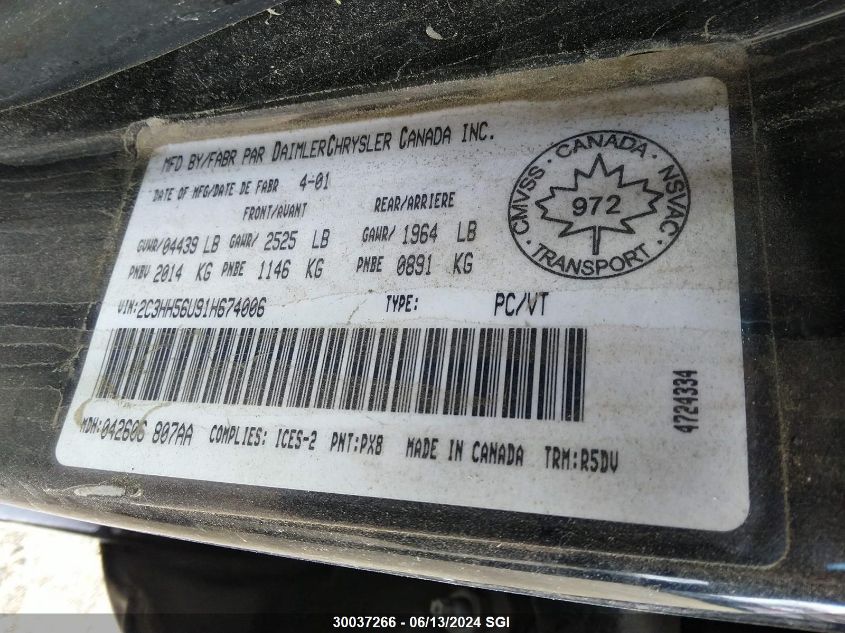 MFD BY/FABR PAR DAIMLERCHRYSLER CANADA INC.
DATE OF MFG/DATE DE FABR 4-01
FRONT/AVANT REAR/ARRIERE
GVWR/04439 LB GAWR/ 2525 LB GAWR/ 1964 LB
PNBV 2014 KG PNBE 1146 KG PNBE 0891 KG
VIN:2C3HH56U91H674006 TYPE: PC/VT
CMVSS · CANADA · NSVAC · TRANSPORT ·
972
4724334
MDH:042606 807AA COMPLIES: ICES-2 PNT:PX8 MADE IN CANADA TRM:R5DV
30037266 - 06/13/2024 SGI